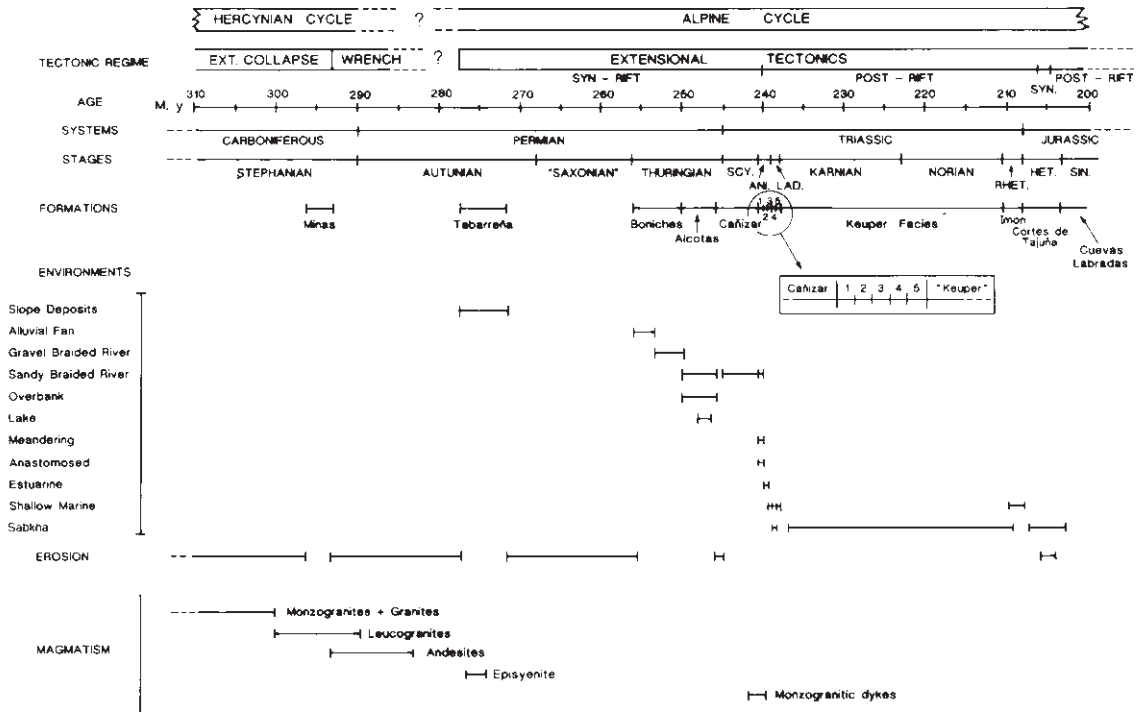 HERCYNIAN CYCLE ? ALPINE CYCLE
TECTONIC REGIME EXT. COLLAPSE WRENCH ? EXTENSIONAL TECTONICS
SYN - RIFT POST - RIFT SYN. POST - RIFT
AGE M. y 310 300 290 280 270 260 250 240 230 220 210 200
SYSTEMS CARBONIFEROUS PERMIAN TRIASSIC JURASSIC
STAGES STEPHANIAN AUTUNIAN "SAXONIAN" THURINGIAN SCY. ANI. LAD. KARNIAN NORIAN RHET. HET. SIN.
FORMATIONS Minas Tabarreña Boniches Alcotas Cañizar 1 2 3 4 5 Keuper Facies Imon Cortes de Tajuña Cuevas Labradas
ENVIRONMENTS
Cañizar 1 2 3 4 5 "Keuper"
Slope Deposits
Alluvial Fan
Gravel Braided River
Sandy Braided River
Overbank
Lake
Meandering
Anastomosed
Estuarine
Shallow Marine
Sabkha
EROSION
Monzogranites + Granites
Leucogranites
MAGMATISM Andesites
Episyenite
Monzogranitic dykes